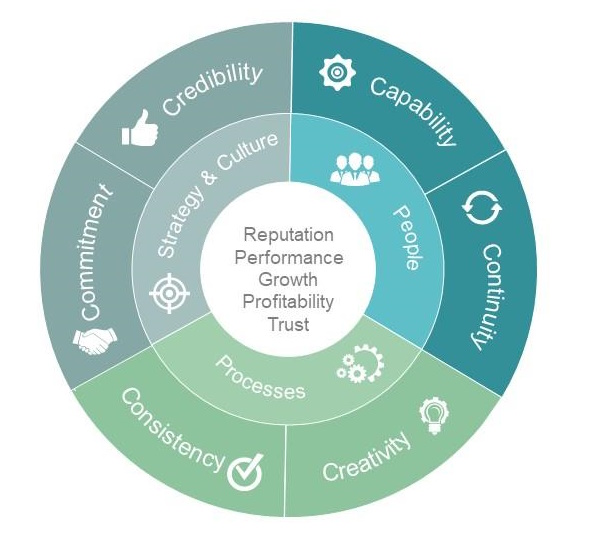 Credibility
Capability
Commitment
Strategy & Culture
People
Continuity
Reputation
Performance
Growth
Profitability
Trust
Processes
Consistency
Creativity